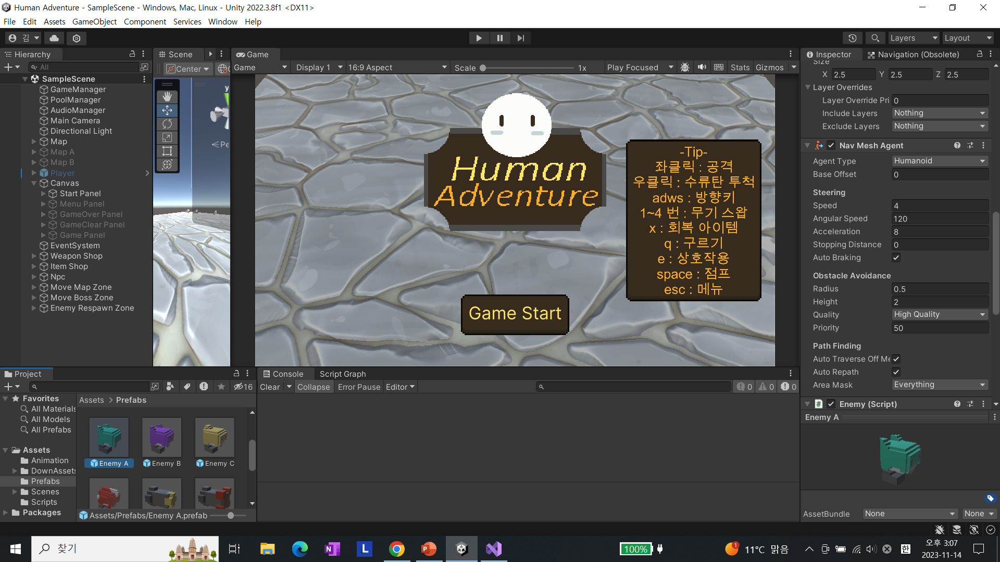 Human Adventure - SampleScene - Windows, Mac, Linux - Unity 2022.3.8f1 <DX11>
File Edit Assets GameObject Component Services Window Help
김
Layers
Layout
Hierarchy
All
SampleScene
GameManager
PoolManager
AudioManager
Main Camera
Directional Light
Map
Map A
Map B
Player
Canvas
Start Panel
Menu Panel
GameOver Panel
GameClear Panel
Game Panel
EventSystem
Weapon Shop
Item Shop
Npc
Move Map Zone
Move Boss Zone
Enemy Respawn Zone
Scene
Center
y
Game
Game Display 1 16:9 Aspect Scale 1x Play Focused Stats Gizmos
Human
Adventure
Game Start
-Tip-
좌클릭 : 공격
우클릭 : 수류탄 투척
adws : 방향키
1~4 번 : 무기 스왑
x : 회복 아이템
q : 구르기
e : 상호작용
space : 점프
esc : 메뉴
Inspector Navigation (Obsolete)
Size
X 2.5 Y 2.5 Z 2.5
Layer Overrides
Layer Override Pri 0
Include Layers Nothing
Exclude Layers Nothing
Nav Mesh Agent
Agent Type Humanoid
Base Offset 0
Steering
Speed 4
Angular Speed 120
Acceleration 8
Stopping Distance 0
Auto Braking
Obstacle Avoidance
Radius 0.5
Height 2
Quality High Quality
Priority 50
Path Finding
Auto Traverse Off Me
Auto Repath
Area Mask Everything
Enemy (Script)
Enemy A
AssetBundle None None
Project
16
Favorites
All Materials
All Models
All Prefabs
Assets
Animation
DownAssets
Prefabs
Scenes
Scripts
Packages
Assets > Prefabs
Enemy A Enemy B Enemy C
Assets/Prefabs/Enemy A.prefab
Console Script Graph
Clear Collapse Error Pause Editor 0 0 0
찾기
100%
1
11°C 맑음
한
오후 3:07
2023-11-14